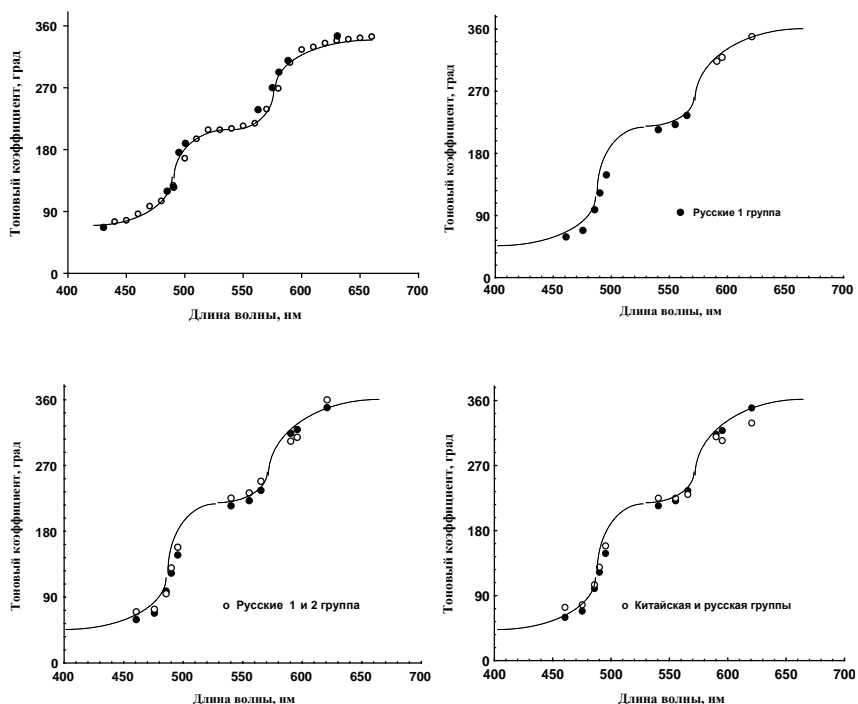 Тоновый коэффициент, град
360
270
180
90
0
400 450 500 550 600 650 700
Длина волны, нм
Тоновый коэффициент, град
360
270
180
90
0
Русские 1 группа
400 450 500 550 600 650 700
Длина волны, нм
Тоновый коэффициент, град
360
270
180
90
0
Русские 1 и 2 группа
400 450 500 550 600 650 700
Длина волны, нм
Тоновый коэффициент, град
360
270
180
90
0
Китайская и русская группы
400 450 500 550 600 650 700
Длина волны, нм